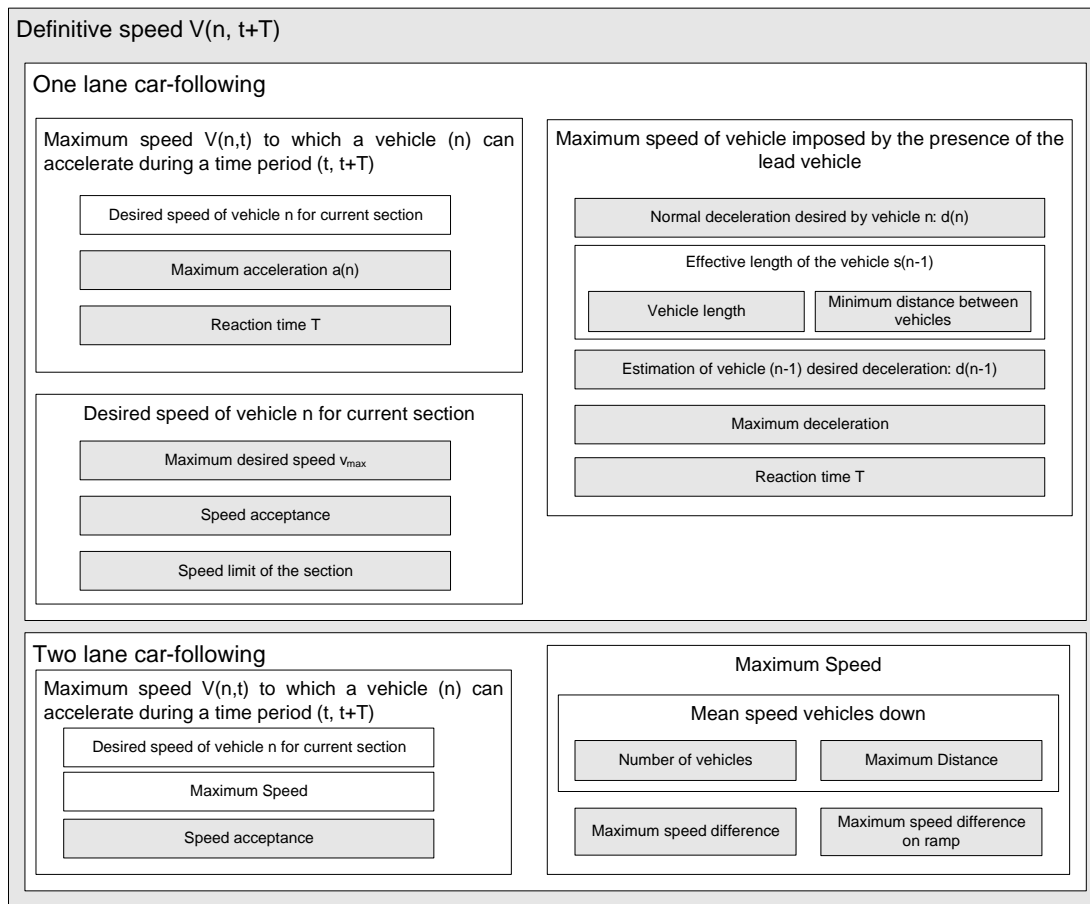 Definitive speed V(n, t+T)
One lane car-following
Maximum speed V(n,t) to which a vehicle (n) can
accelerate during a time period (t, t+T)
Desired speed of vehicle n for current section
Maximum acceleration a(n)
Reaction time T
Desired speed of vehicle n for current section
Maximum desired speed vmax
Speed acceptance
Speed limit of the section
Maximum speed of vehicle imposed by the presence of the
lead vehicle
Normal deceleration desired by vehicle n: d(n)
Effective length of the vehicle s(n-1)
Vehicle length
Minimum distance between
vehicles
Estimation of vehicle (n-1) desired deceleration: d(n-1)
Maximum deceleration
Reaction time T
Two lane car-following
Maximum speed V(n,t) to which a vehicle (n) can
accelerate during a time period (t, t+T)
Desired speed of vehicle n for current section
Maximum Speed
Speed acceptance
Maximum Speed
Mean speed vehicles down
Number of vehicles
Maximum Distance
Maximum speed difference
Maximum speed difference
on ramp